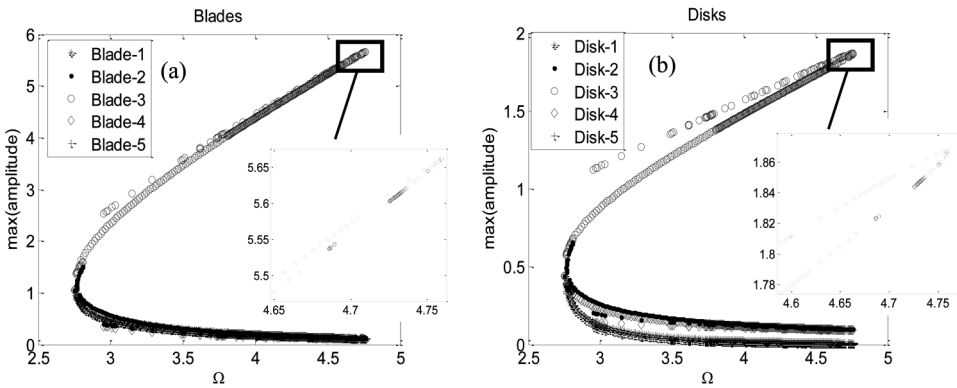 Blades
6
5
4
3
2
1
0
max(amplitude)
Blade-1
Blade-2
Blade-3
Blade-4
Blade-5
(a)
5.65
5.6
5.55
5.5
4.65
4.7
4.75
2.5
3
3.5
4
4.5
5
Ω
Disks
2
1.5
1
0.5
0
max(amplitude)
Disk-1
Disk-2
Disk-3
Disk-4
Disk-5
(b)
1.86
1.84
1.82
1.8
1.78
4.6
4.65
4.7
4.75
2.5
3
3.5
4
4.5
5
Ω